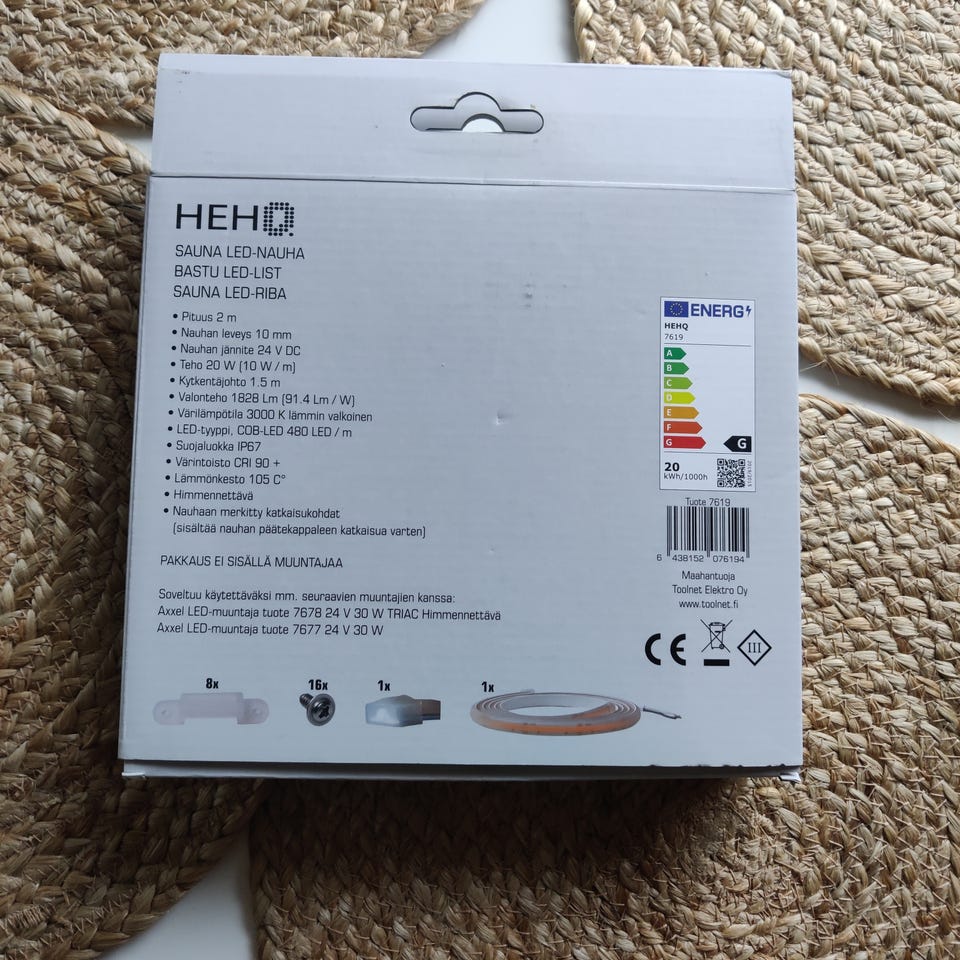 HEHQ
SAUNA LED-NAUHA
BASTU LED-LIST
SAUNA LED-RIBA
• Pituus 2 m
• Nauhan leveys 10 mm
• Nauhan jännite 24 V DC
• Teho 20 W (10 W / m)
• Kytkentäjohto 1.5 m
• Valonteho 1828 Lm (91.4 Lm / W)
• Värilämpötila 3000 K lämmin valkoinen
• LED-tyyppi, COB-LED 480 LED / m
• Suojaluokka IP67
• Värintoisto CRI 90 +
• Lämmönkesto 105 C°
• Himmennettävä
• Nauhaan merkitty katkaisukohdat
(sisältää nauhan päätekappaleen katkaisua varten)
PAKKAUS EI SISÄLLÄ MUUNTAJAA
Soveltuu käytettäväksi mm. seuraavien muuntajien kanssa:
Axxel LED-muuntaja tuote 7678 24 V 30 W TRIAC Himmennettävä
Axxel LED-muuntaja tuote 7677 24 V 30 W
8x 16x 1x 1x
ENERG
HEHQ
7619
A
B
C
D
E
F
G G
20
kWh/1000h
2019/2015
Tuote 7619
6 438152 076194
Maahantuoja
Toolnet Elektro Oy
www.toolnet.fi
CE III